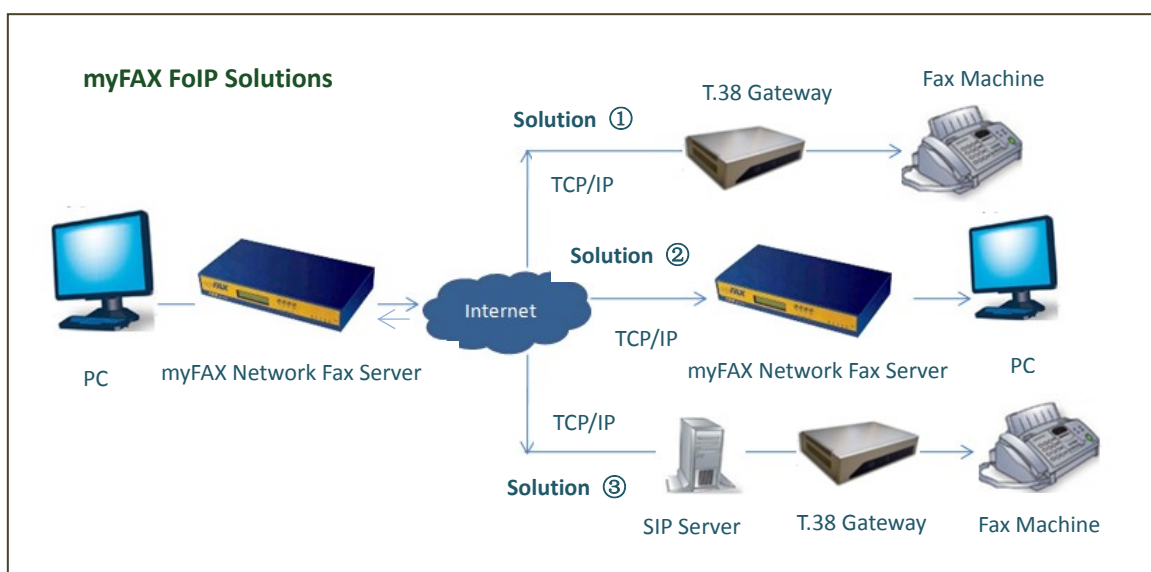 myFAX FoIP Solutions
T.38 Gateway
Fax Machine
Solution ①
TCP/IP
Solution ②
FAX
Internet
FAX
TCP/IP
PC
myFAX Network Fax Server
myFAX Network Fax Server
PC
TCP/IP
Solution ③
SIP Server
T.38 Gateway
Fax Machine